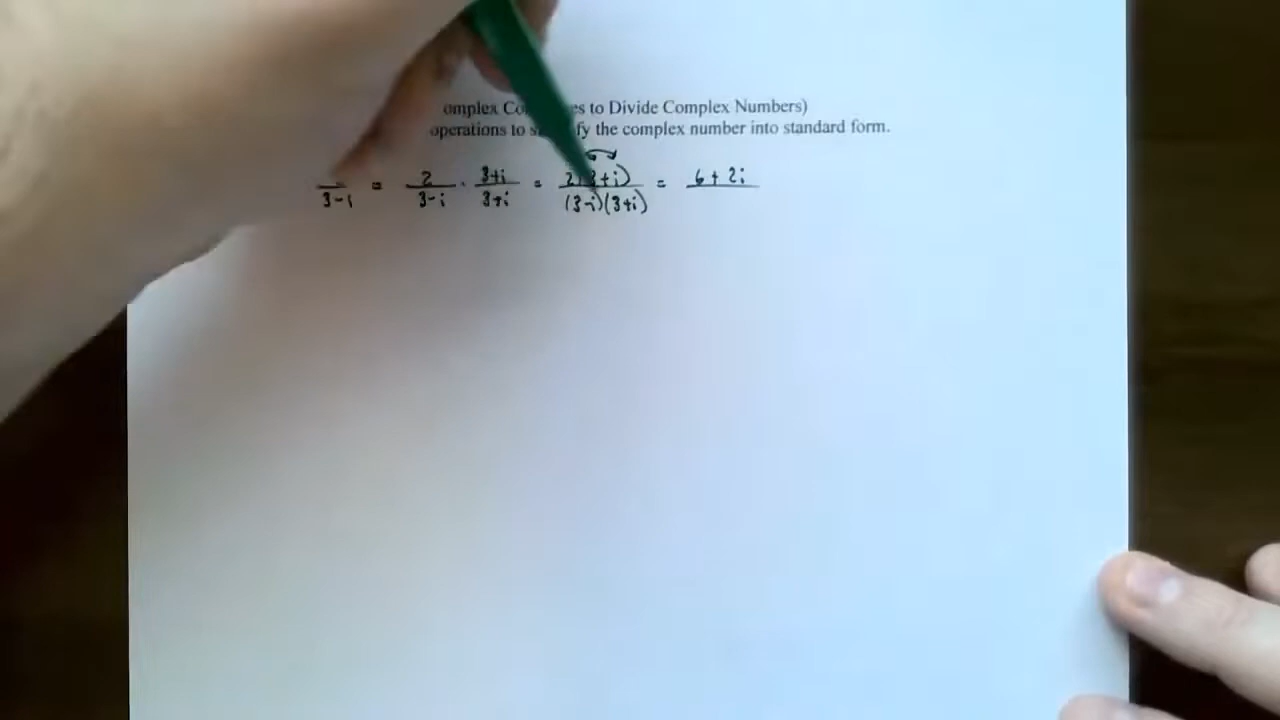 omplex Co es to Divide Complex Numbers)
operations to s fy the complex number into standard form.
/ 3-i = 2 / 3-i · 3+i / 3+i = 2(3+i) / (3-i)(3+i) = 6+2i /